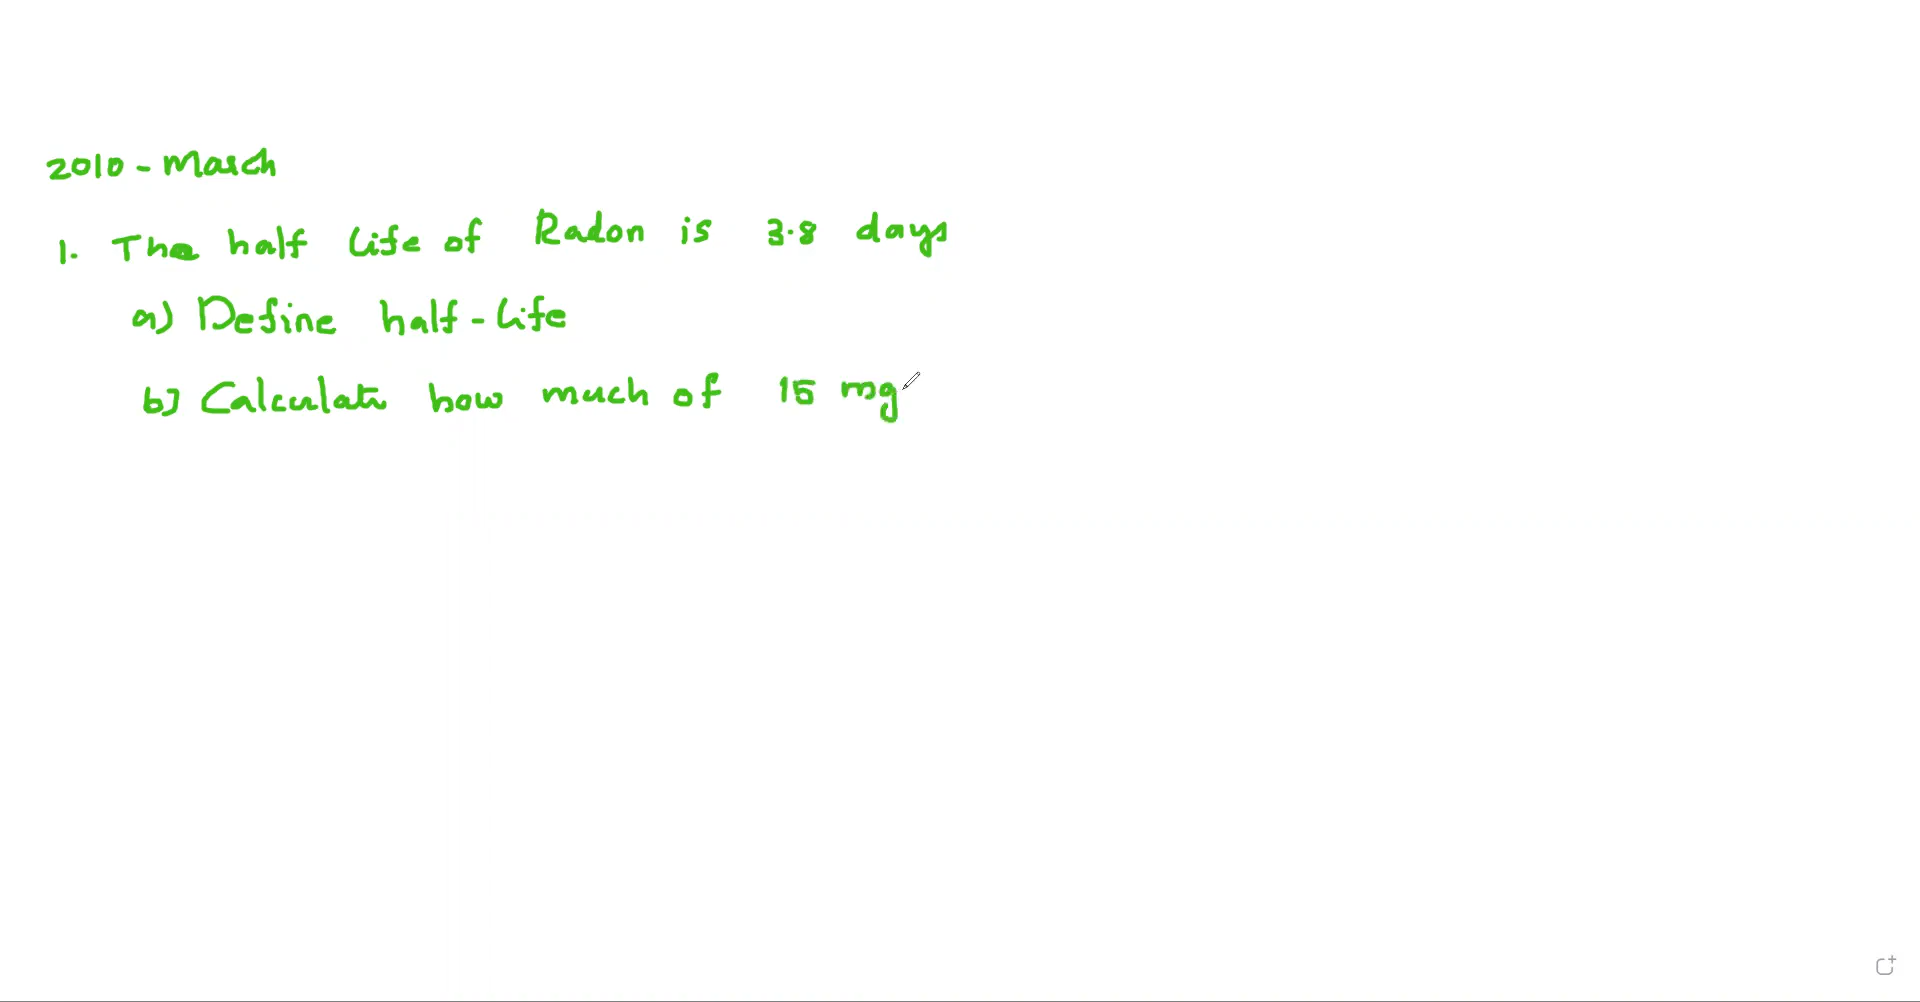 2010 - March
1. The half life of Radon is 3.8 days
a) Define half-life
b] Calculate how much of 15 mg